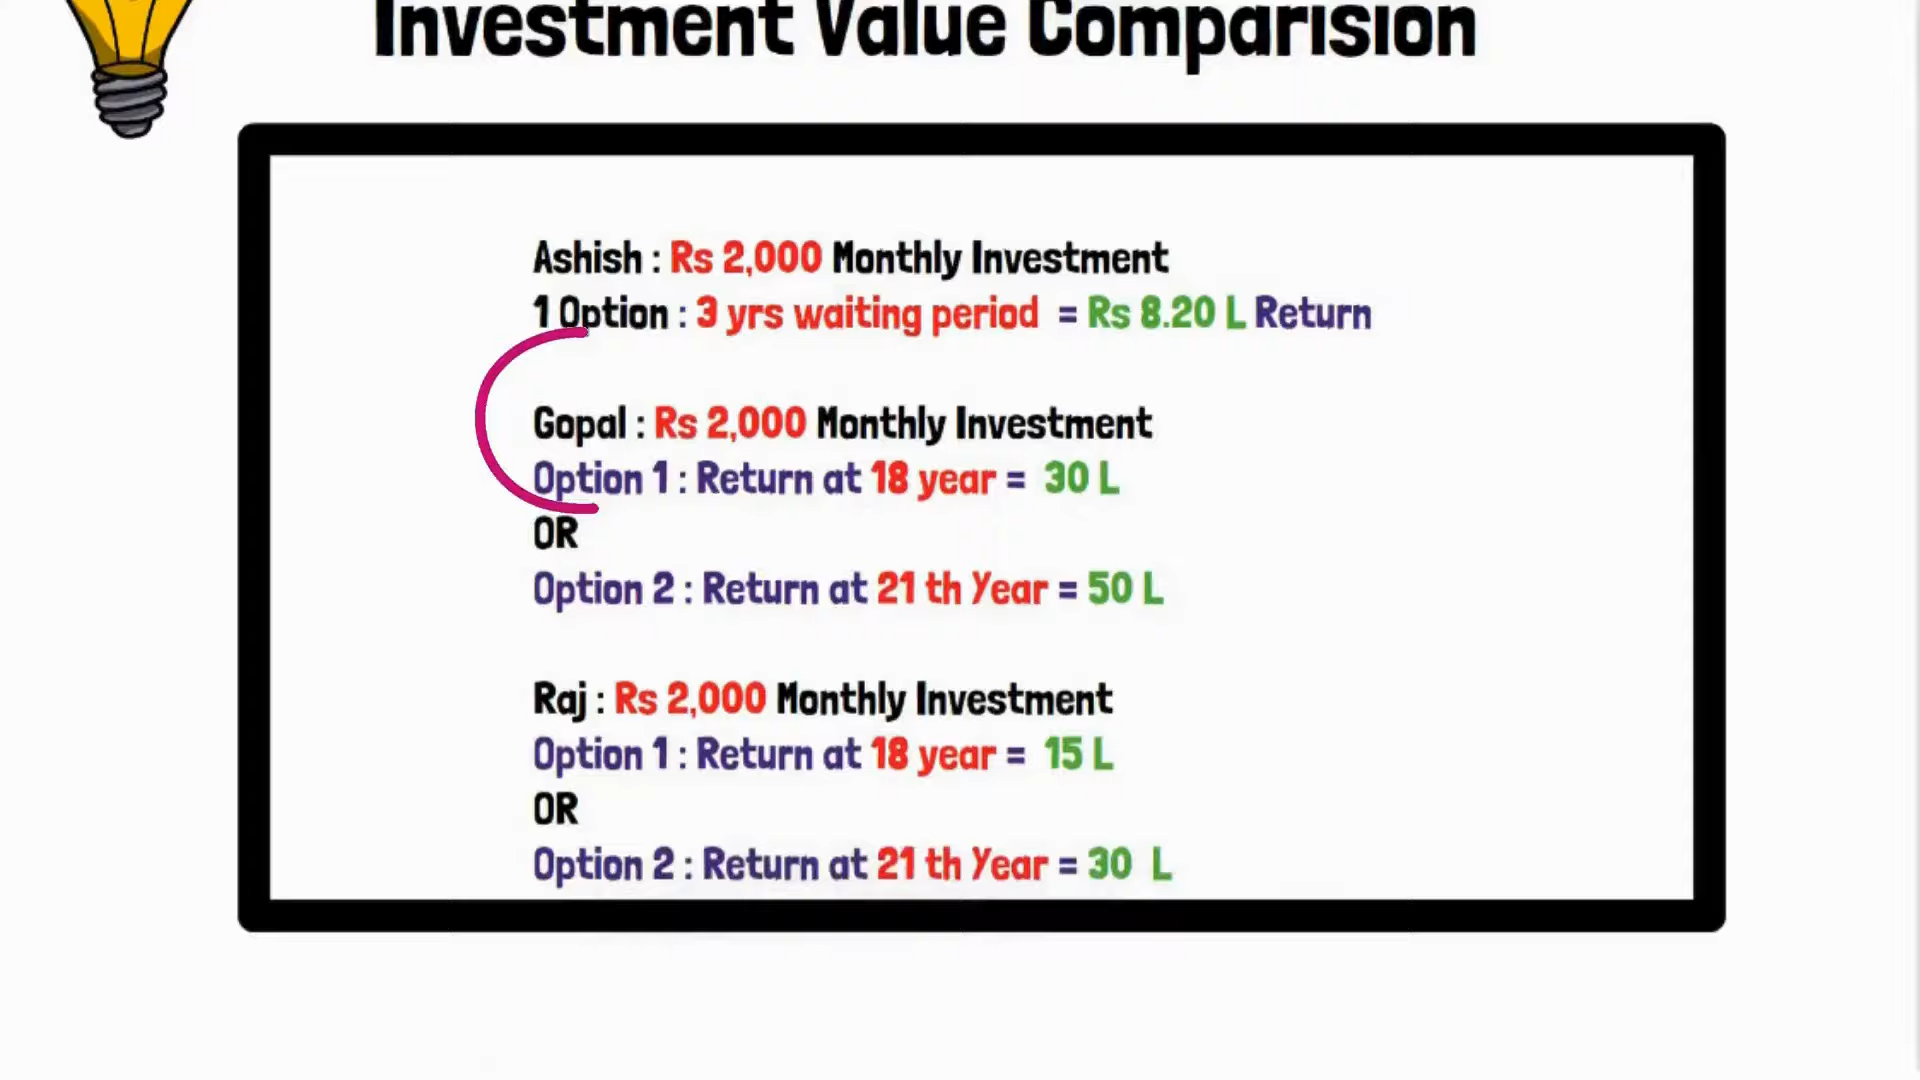 Investment Value Comparision
Ashish : Rs 2,000 Monthly Investment
1 Option : 3 yrs waiting period = Rs 8.20 L Return
Gopal : Rs 2,000 Monthly Investment
Option 1 : Return at 18 year = 30 L
OR
Option 2 : Return at 21 th Year = 50 L
Raj : Rs 2,000 Monthly Investment
Option 1 : Return at 18 year = 15 L
OR
Option 2 : Return at 21 th Year = 30 L